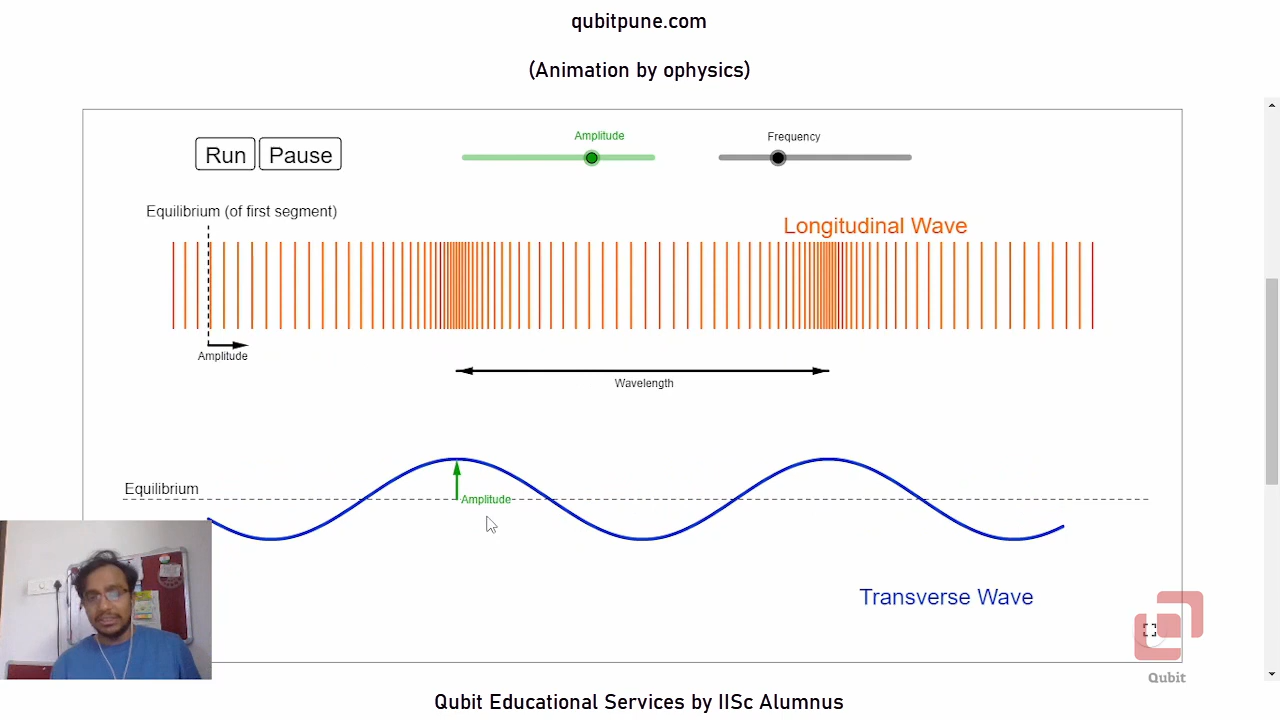 qubitpune.com
(Animation by ophysics)
Run Pause
Amplitude
Frequency
Equilibrium (of first segment)
Longitudinal Wave
Amplitude
Wavelength
Equilibrium
Amplitude
Transverse Wave
Qubit
Qubit Educational Services by IISc Alumnus